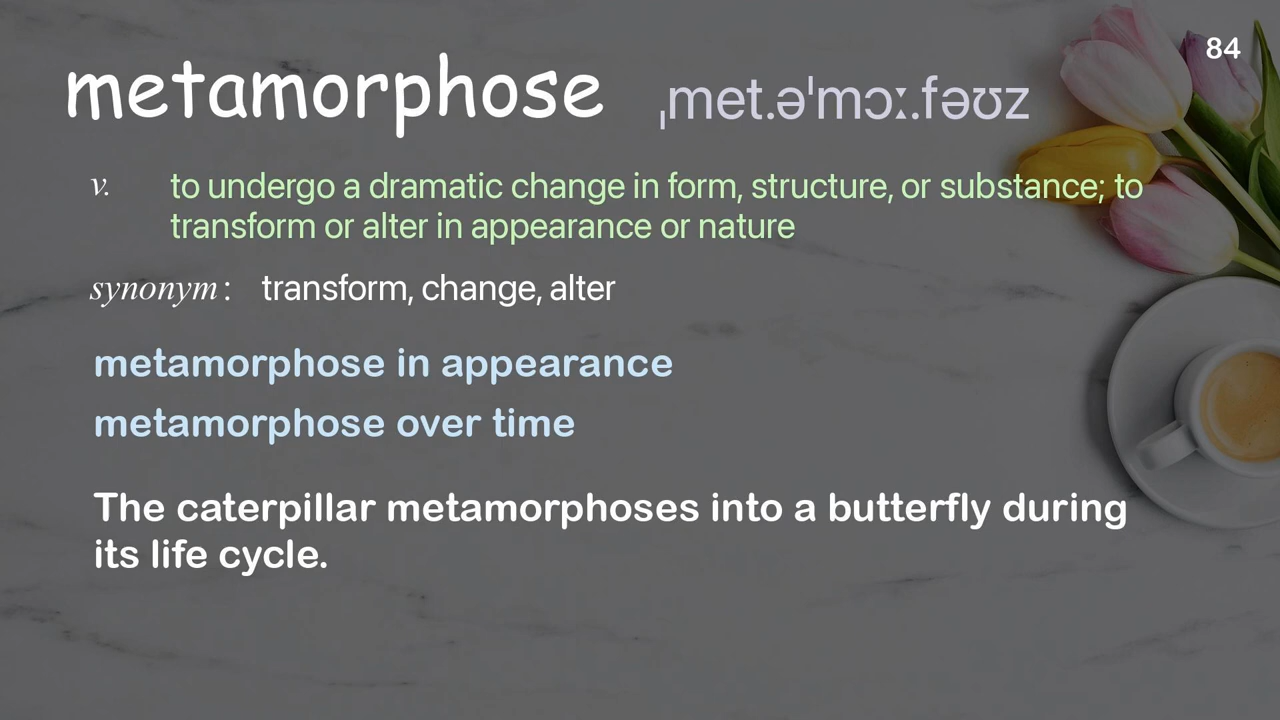 84
metamorphose ˌmet.əˈmɔː.fəʊz
v. to undergo a dramatic change in form, structure, or substance; to
transform or alter in appearance or nature
synonym : transform, change, alter
metamorphose in appearance
metamorphose over time
The caterpillar metamorphoses into a butterfly during
its life cycle.